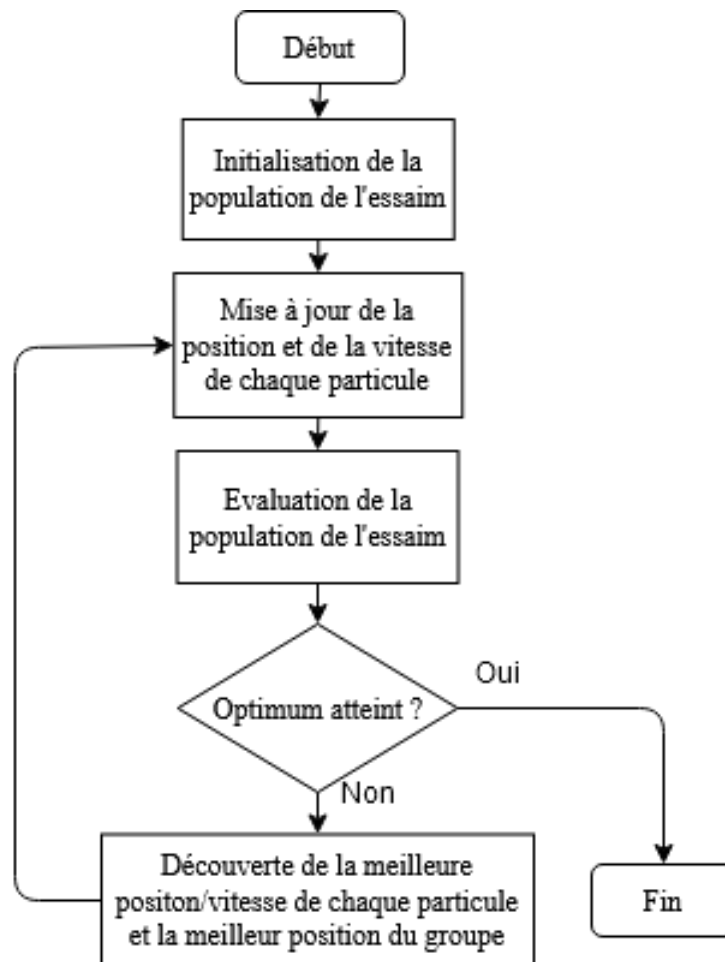 Début
Initialisation de la
population de l'essaim
Mise à jour de la
position et de la vitesse
de chaque particule
Evaluation de la
population de l'essaim
Optimum atteint ?
Oui
Non
Découverte de la meilleure
positon/vitesse de chaque particule
et la meilleur position du groupe
Fin